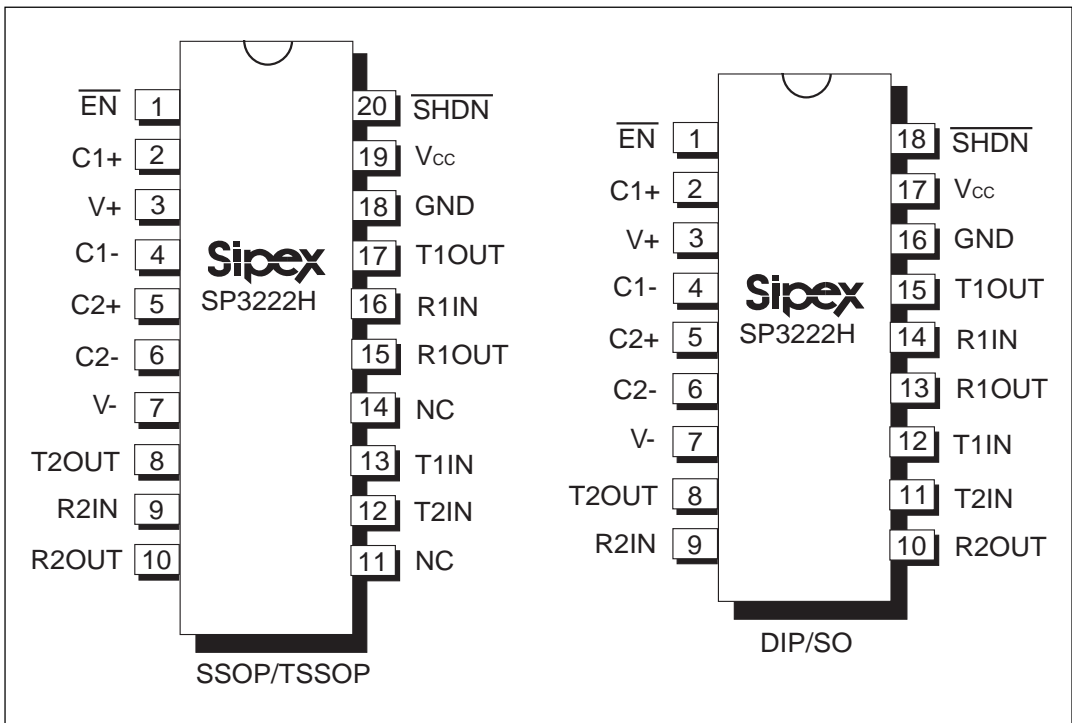 EN 1 20 SHDN
C1+ 2 19 Vcc
V+ 3 18 GND
C1- 4 17 T1OUT
C2+ 5 16 R1IN
C2- 6 15 R1OUT
V- 7 14 NC
T2OUT 8 13 T1IN
R2IN 9 12 T2IN
R2OUT 10 11 NC
Sipex
SP3222H
SSOP/TSSOP
EN 1 18 SHDN
C1+ 2 17 Vcc
V+ 3 16 GND
C1- 4 15 T1OUT
C2+ 5 14 R1IN
C2- 6 13 R1OUT
V- 7 12 T1IN
T2OUT 8 11 T2IN
R2IN 9 10 R2OUT
Sipex
SP3222H
DIP/SO